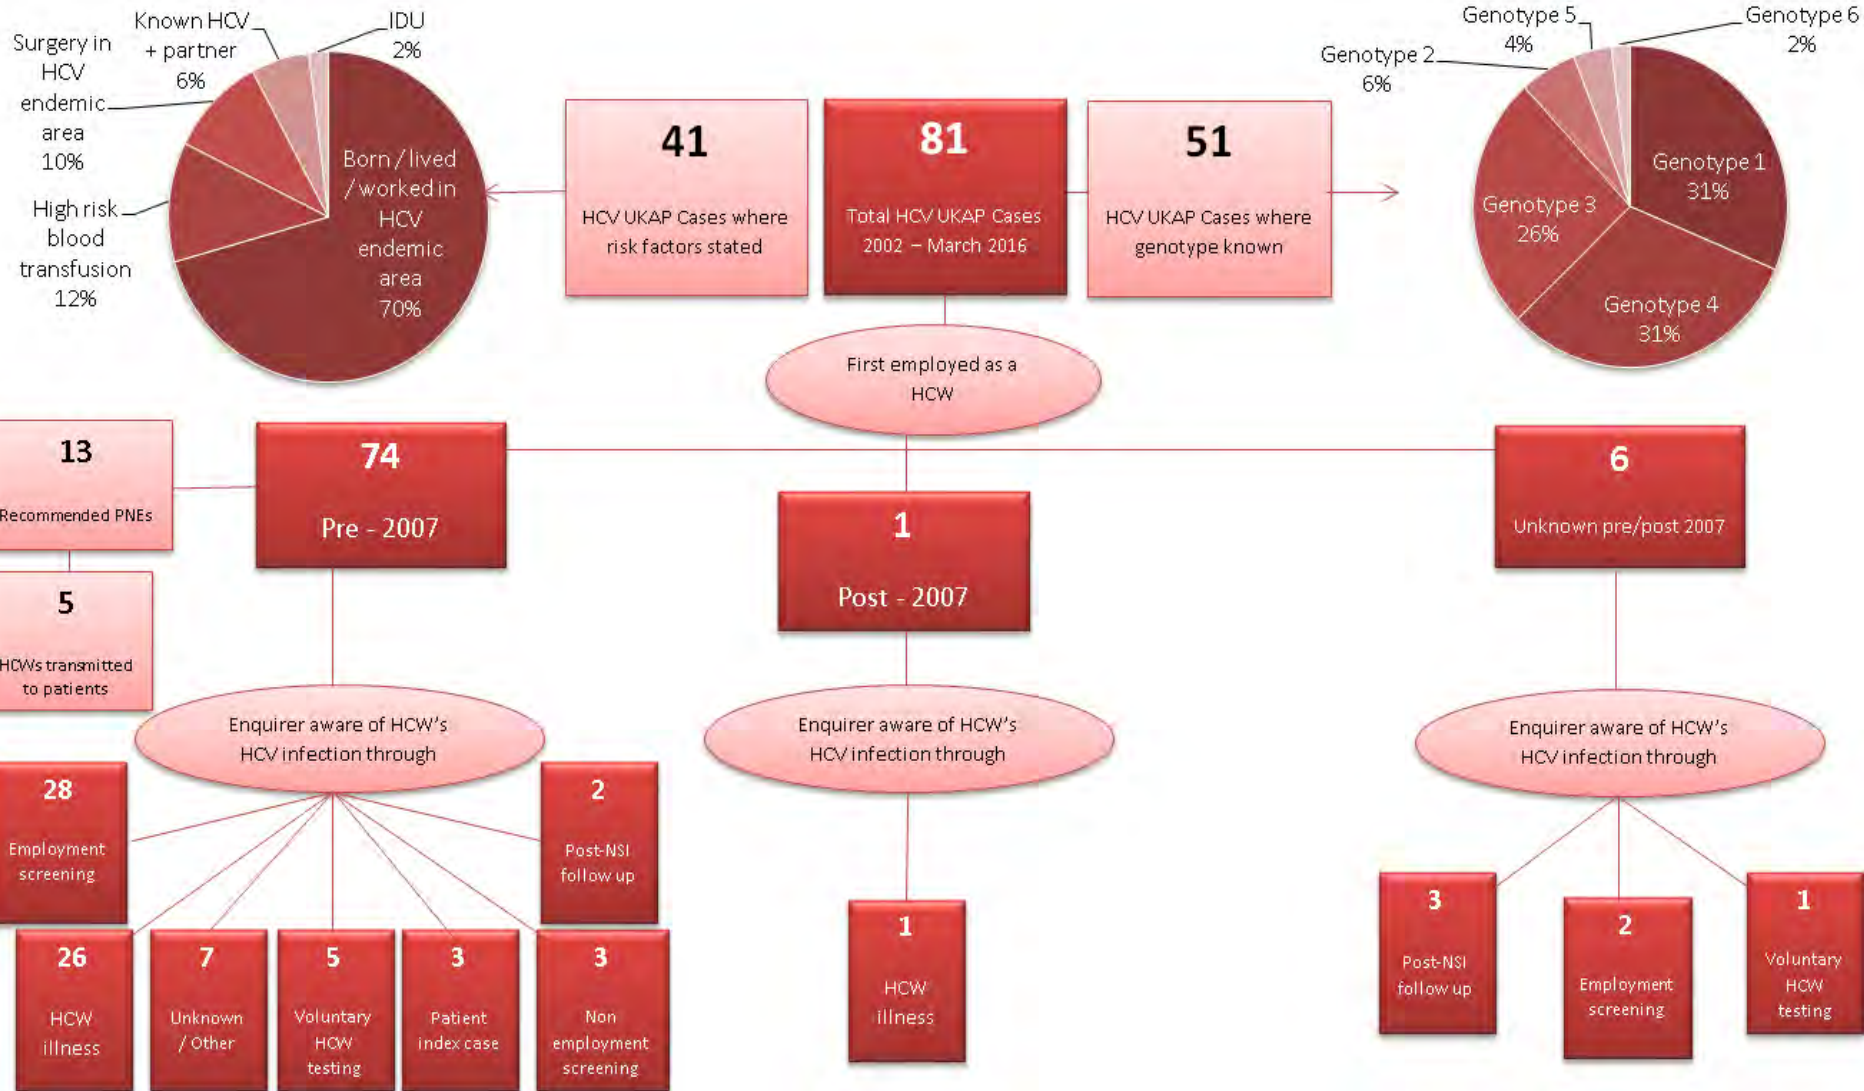 Known HCV
+ partner
6%
IDU
2%
Surgery in
HCV
endemic
area
10%
High risk
blood
transfusion
12%
Born / lived
/ worked in
HCV
endemic
area
70%
41
HCV UKAP Cases where
risk factors stated
81
Total HCV UKAP Cases
2002 – March 2016
51
HCV UKAP Cases where
genotype known
Genotype 5
4%
Genotype 6
2%
Genotype 2
6%
Genotype 1
31%
Genotype 3
26%
Genotype 4
31%
First employed as a
HCW
13
Recommended PNEs
5
HCWs transmitted
to patients
74
Pre - 2007
1
Post - 2007
6
Unknown pre/post 2007
Enquirer aware of HCW's
HCV infection through
Enquirer aware of HCW's
HCV infection through
Enquirer aware of HCW's
HCV infection through
28
Employment
screening
2
Post-NSI
follow up
26
HCW
illness
7
Unknown
/ Other
5
Voluntary
HCW
testing
3
Patient
index case
3
Non
employment
screening
1
HCW
illness
3
Post-NSI
follow up
2
Employment
screening
1
Voluntary
HCW
testing